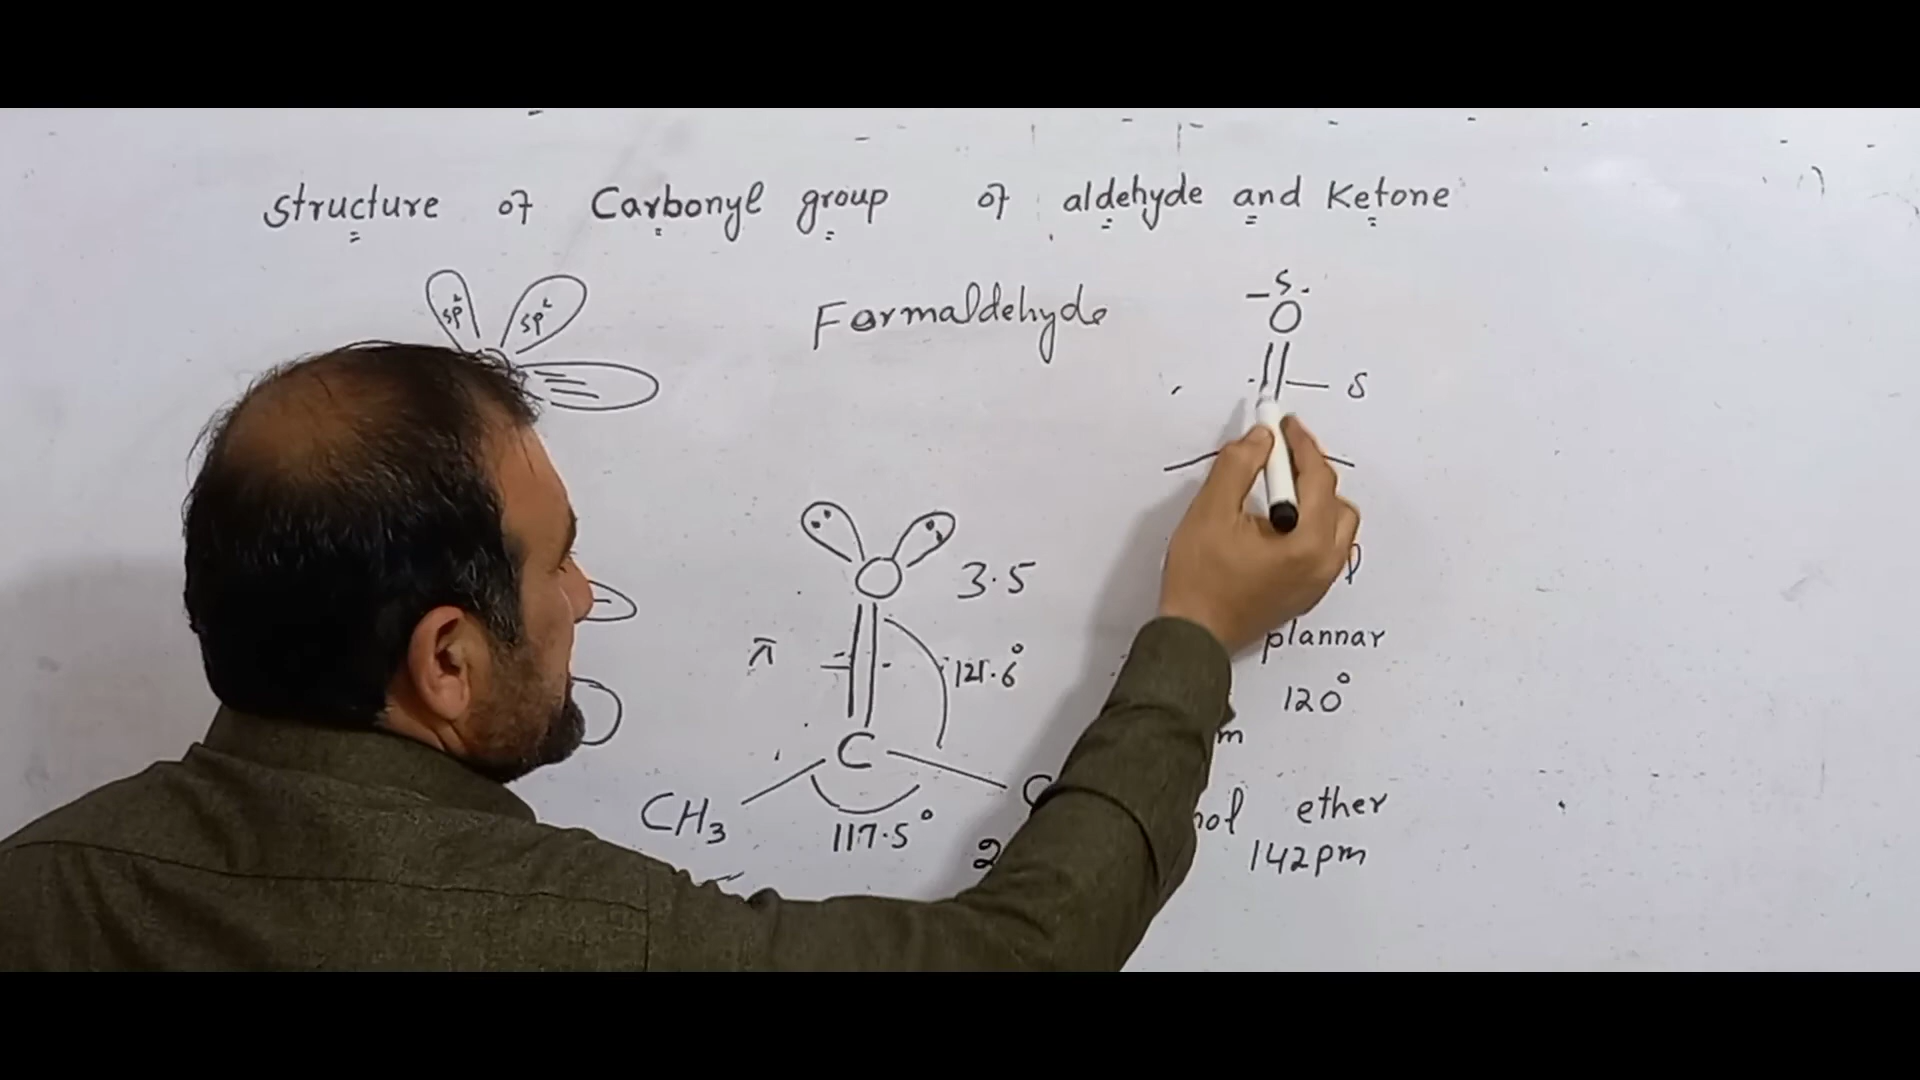 structure of Carbonyl group of aldehyde and Ketone
sp² sp²
Formaldehyde
–S.
O
S
O 3.5
π
121.6°
C
CH3
117.5°
plannar
120°
m
ether
142pm